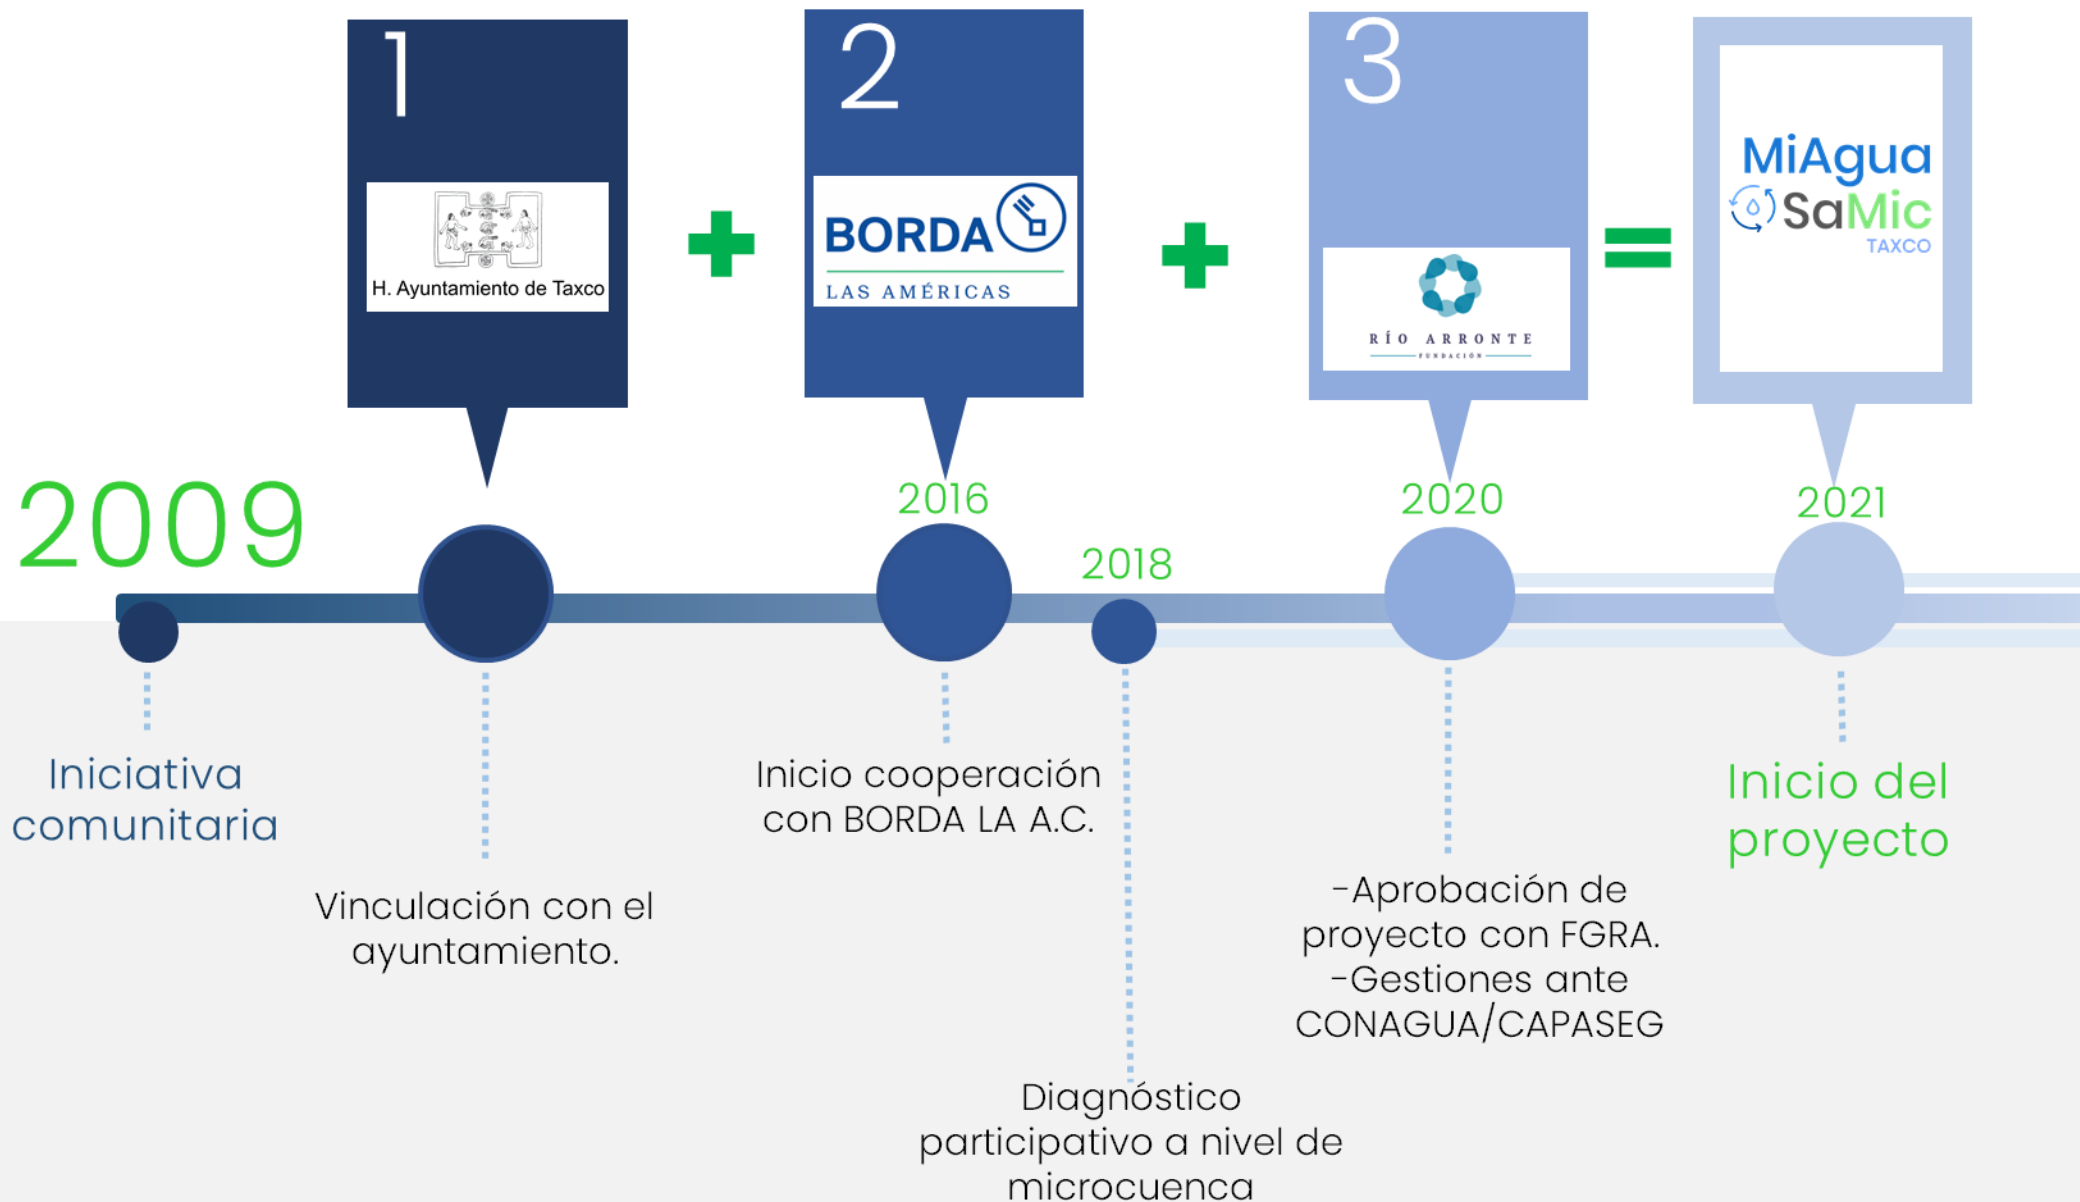 1
H. Ayuntamiento de Taxco
+
2
BORDA
LAS AMÉRICAS
+
3
RÍO ARRONTE
FUNDACIÓN
=
MiAgua
SaMic
TAXCO
2009
2016
2018
2020
2021
Iniciativa
comunitaria
Vinculación con el
ayuntamiento.
Inicio cooperación
con BORDA LA A.C.
Diagnóstico
participativo a nivel de
microcuenca
-Aprobación de
proyecto con FGRA.
-Gestiones ante
CONAGUA/CAPASEG
Inicio del
proyecto